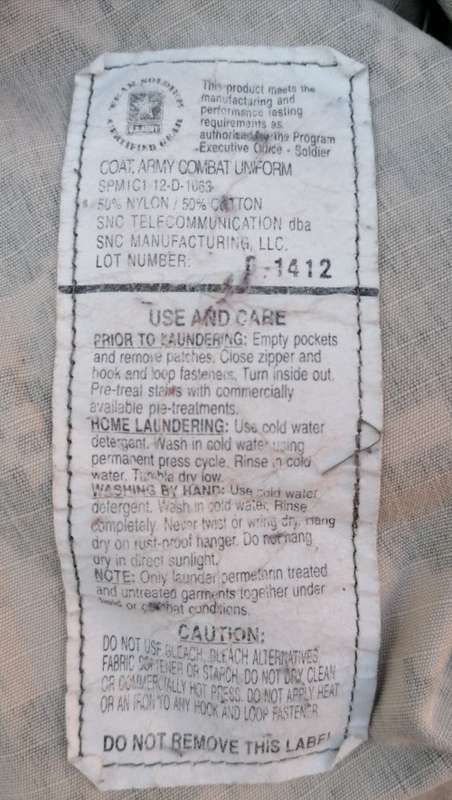 TEAM SOLDIER
CERTIFIED GEAR
U.S. ARMY
This product meets the
manufacturing and
performance testing
requirements as
authorized by the Program
Executive Office - Soldier
COAT, ARMY COMBAT UNIFORM
SPM1C1-12-D-1063
50% NYLON / 50% COTTON
SNC TELECOMMUNICATION dba
SNC MANUFACTURING, LLC.
LOT NUMBER: 1412
USE AND CARE
PRIOR TO LAUNDERING: Empty pockets
and remove patches. Close zipper and
hook and loop fasteners. Turn inside out.
Pre-treat stains with commercially
available pre-treatments.
HOME LAUNDERING: Use cold water
detergent. Wash in cold water using
permanent press cycle. Rinse in cold
water. Tumble dry low.
WASHING BY HAND: Use cold water
detergent. Wash in cold water, Rinse
completely. Never twist or wring dry, hang
dry on rust-proof hanger. Do not hang
dry in direct sunlight.
NOTE: Only launder permethrin treated
and untreated garments together under
or combat conditions.
CAUTION:
DO NOT USE BLEACH, BLEACH ALTERNATIVES
FABRIC SOFTENER OR STARCH. DO NOT DRY CLEAN
OR COMMERCIALLY HOT PRESS. DO NOT APPLY HEAT
OR AN IRON TO ANY HOOK AND LOOP FASTENER
DO NOT REMOVE THIS LABEL